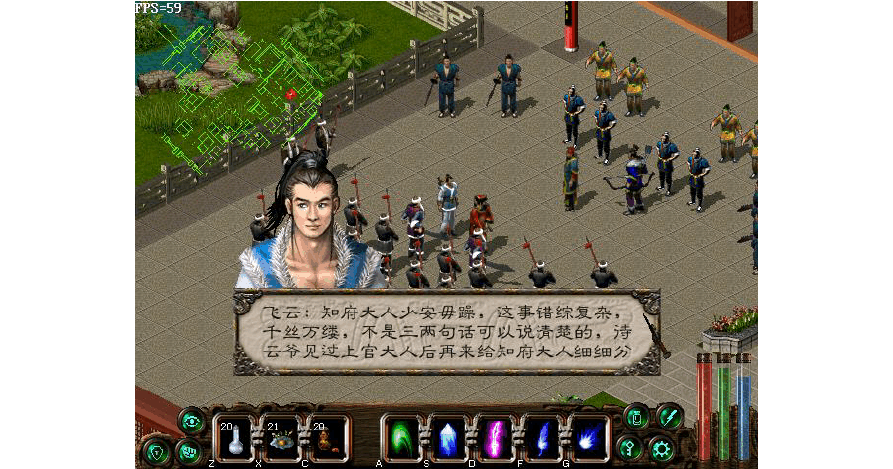 FPS=59
飞云：知府大人少安毋躁，这事错综复杂，
千丝万缕，不是三两句话可以说清楚的，待
云爷见过上官大人后再来给知府大人细细分
20 21 20
Z X C A S D F G